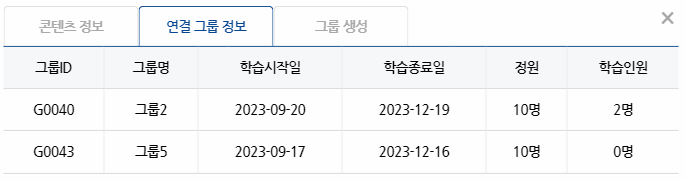 콘텐츠 정보 연결 그룹 정보 그룹 생성
그룹ID 그룹명 학습시작일 학습종료일 정원 학습인원
G0040 그룹2 2023-09-20 2023-12-19 10명 2명
G0043 그룹5 2023-09-17 2023-12-16 10명 0명